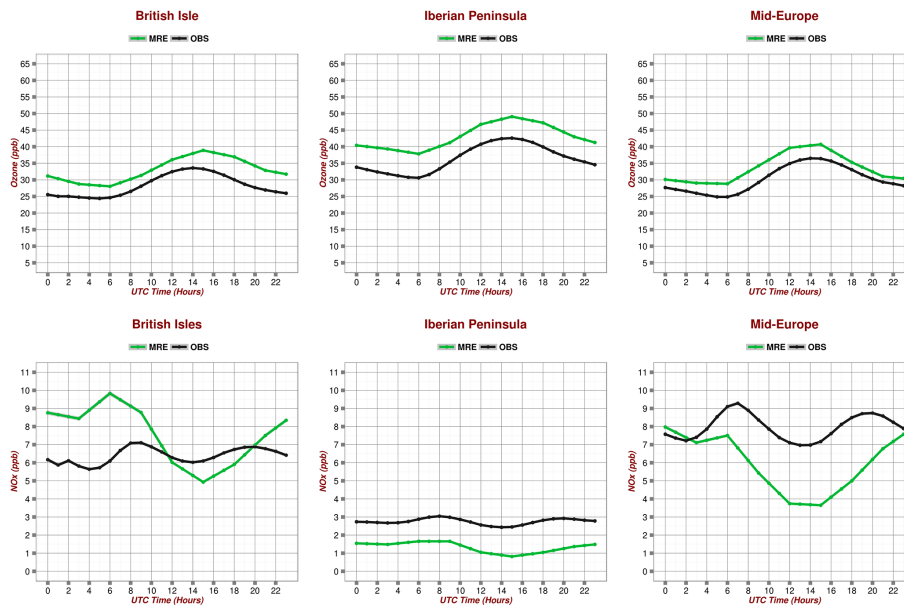 British Isle
MRE OBS
Ozone (ppb)
65
60
55
50
45
40
35
30
25
20
15
10
5
0 2 4 6 8 10 12 14 16 18 20 22
UTC Time (Hours)
Iberian Peninsula
MRE OBS
Ozone (ppb)
65
60
55
50
45
40
35
30
25
20
15
10
5
0 2 4 6 8 10 12 14 16 18 20 22
UTC Time (Hours)
Mid-Europe
MRE OBS
Ozone (ppb)
65
60
55
50
45
40
35
30
25
20
15
10
5
0 2 4 6 8 10 12 14 16 18 20 22
UTC Time (Hours)
British Isles
MRE OBS
NOx (ppb)
11
10
9
8
7
6
5
4
3
2
1
0
0 2 4 6 8 10 12 14 16 18 20 22
UTC Time (Hours)
Iberian Peninsula
MRE OBS
NOx (ppb)
11
10
9
8
7
6
5
4
3
2
1
0
0 2 4 6 8 10 12 14 16 18 20 22
UTC Time (Hours)
Mid-Europe
MRE OBS
NOx (ppb)
11
10
9
8
7
6
5
4
3
2
1
0
0 2 4 6 8 10 12 14 16 18 20 22
UTC Time (Hours)